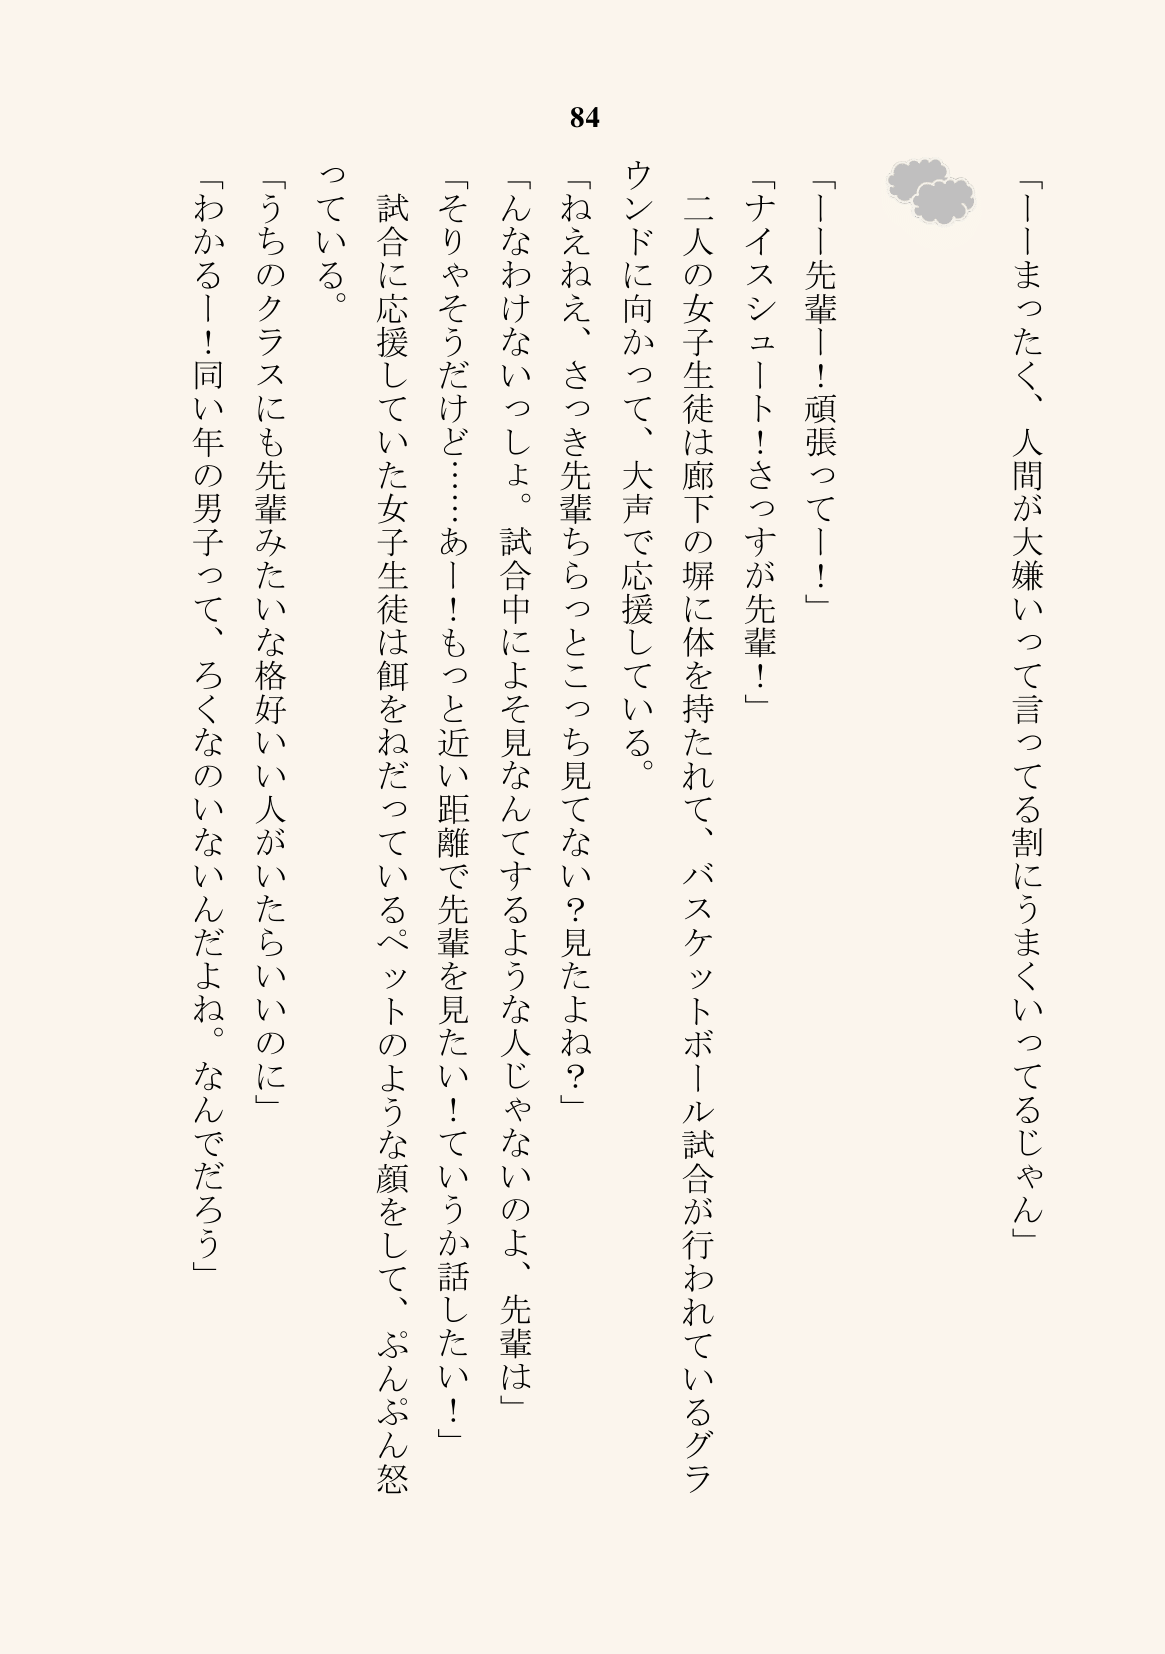 84
「ーーまったく、人間が大嫌いって言ってる割にうまくいってるじゃん」
「ーー先輩ー！頑張ってー！」
「ナイスシュート！さっすが先輩！」
二人の女子生徒は廊下の塀に体を持たれて、バスケットボール試合が行われているグラ
ウンドに向かって、大声で応援している。
「ねえねえ、さっき先輩ちらっとこっち見てない？見たよね？」
「んなわけないっしょ。試合中によそ見なんてするような人じゃないのよ、先輩は」
「そりゃそうだけど……あー！もっと近い距離で先輩を見たい！ていうか話したい！」
試合に応援していた女子生徒は餌をねだっているペットのような顔をして、ぷんぷん怒
っている。
「うちのクラスにも先輩みたいな格好いい人がいたらいいのに」
「わかるー！同い年の男子って、ろくなのいないんだよね。なんでだろう」